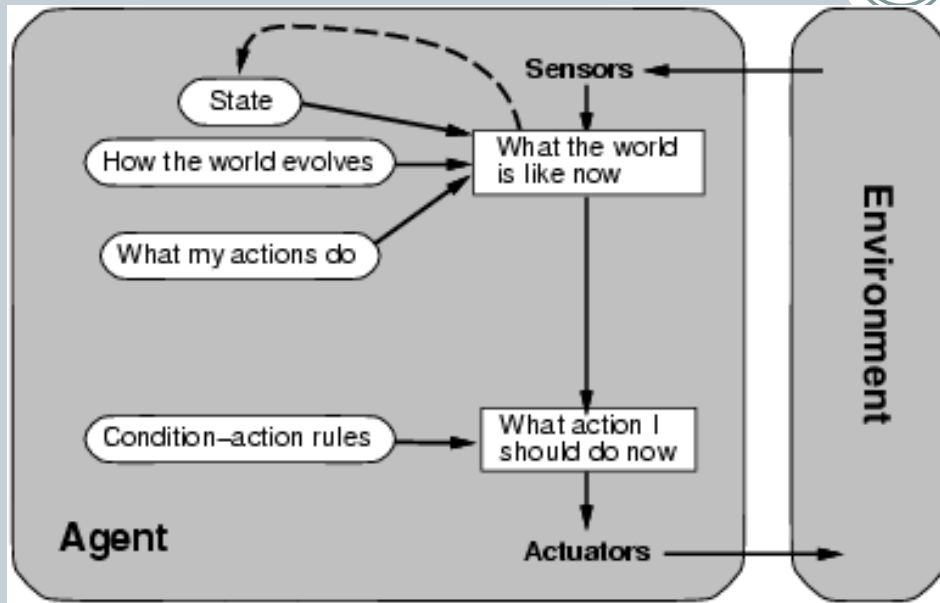 Sensors
State
How the world evolves
What the world
is like now
What my actions do
Environment
Condition–action rules
What action I
should do now
Agent
Actuators